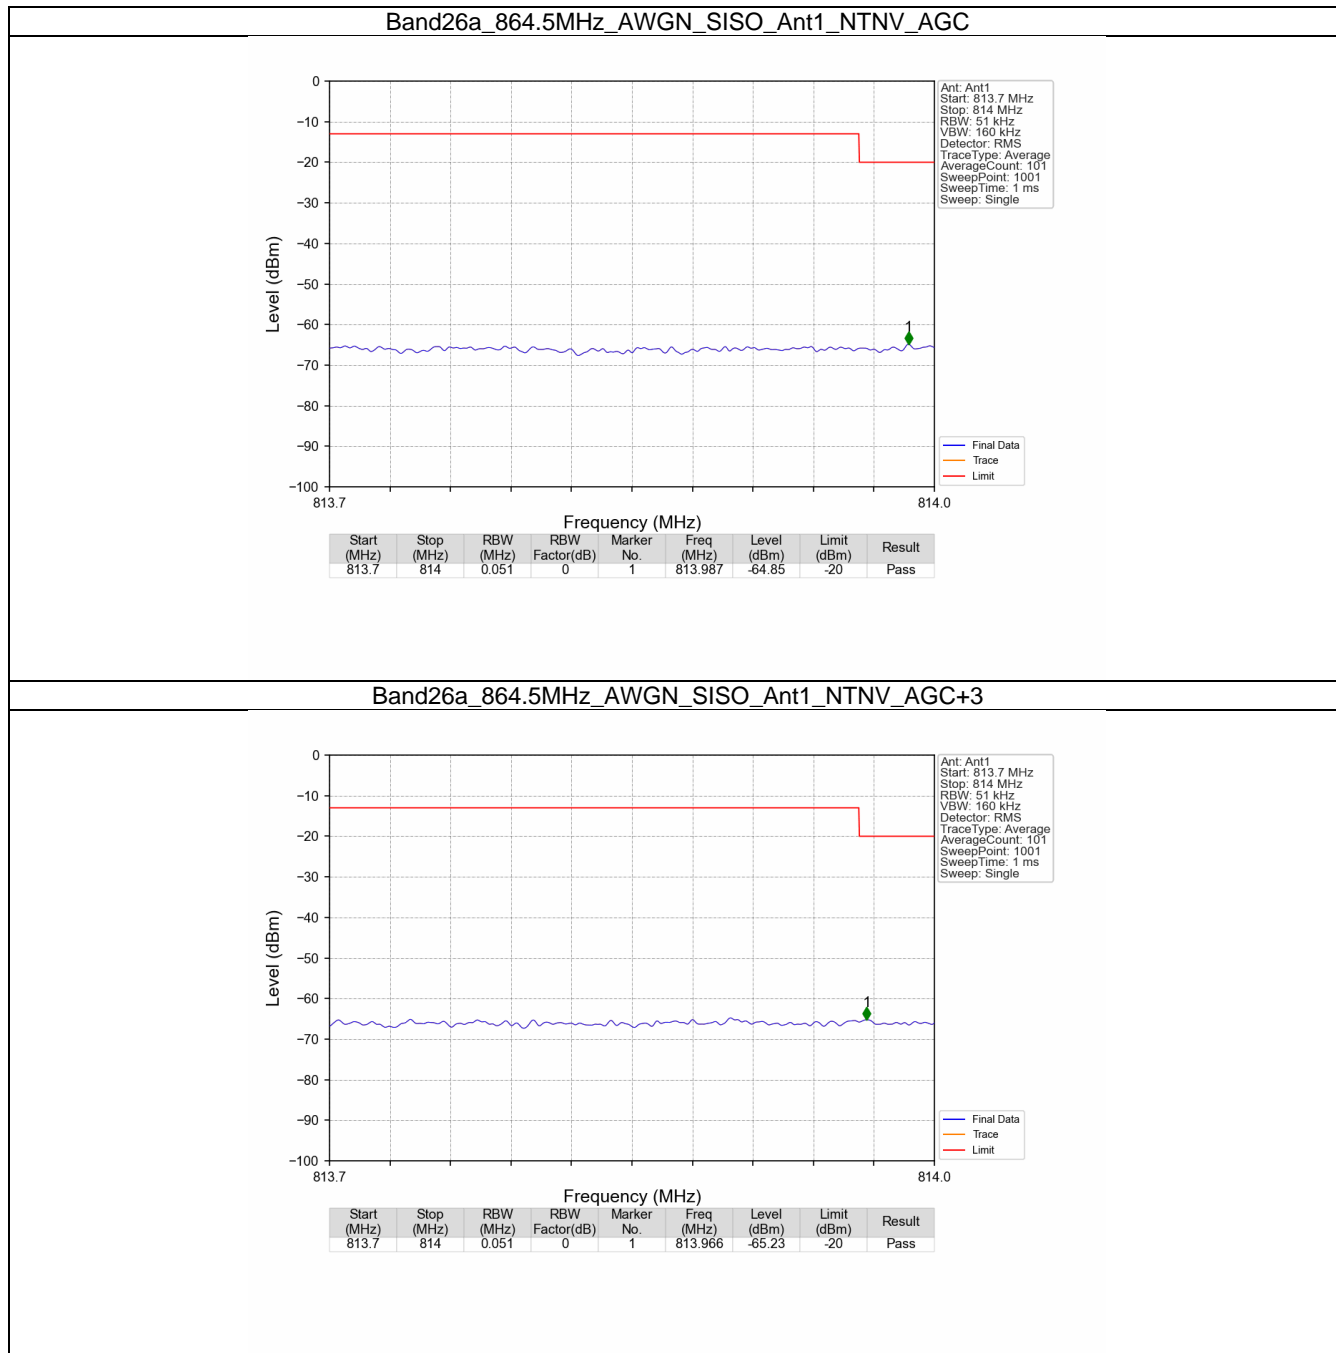 Band26a_864.5MHz_AWGN_SISO_Ant1_NTNV_AGC
0
−10
−20
−30
−40
−50
−60
−70
−80
−90
−100
Level (dBm)
1
813.7
814.0
Frequency (MHz)
Ant: Ant1
Start: 813.7 MHz
Stop: 814 MHz
RBW: 51 kHz
VBW: 160 kHz
Detector: RMS
TraceType: Average
AverageCount: 101
SweepPoint: 1001
SweepTime: 1 ms
Sweep: Single
Final Data
Trace
Limit
Start (MHz) Stop (MHz) RBW (MHz) RBW Factor(dB) Marker No. Freq (MHz) Level (dBm) Limit (dBm) Result
813.7 814 0.051 0 1 813.987 -64.85 -20 Pass
Band26a_864.5MHz_AWGN_SISO_Ant1_NTNV_AGC+3
0
−10
−20
−30
−40
−50
−60
−70
−80
−90
−100
Level (dBm)
1
813.7
814.0
Frequency (MHz)
Ant: Ant1
Start: 813.7 MHz
Stop: 814 MHz
RBW: 51 kHz
VBW: 160 kHz
Detector: RMS
TraceType: Average
AverageCount: 101
SweepPoint: 1001
SweepTime: 1 ms
Sweep: Single
Final Data
Trace
Limit
Start (MHz) Stop (MHz) RBW (MHz) RBW Factor(dB) Marker No. Freq (MHz) Level (dBm) Limit (dBm) Result
813.7 814 0.051 0 1 813.966 -65.23 -20 Pass